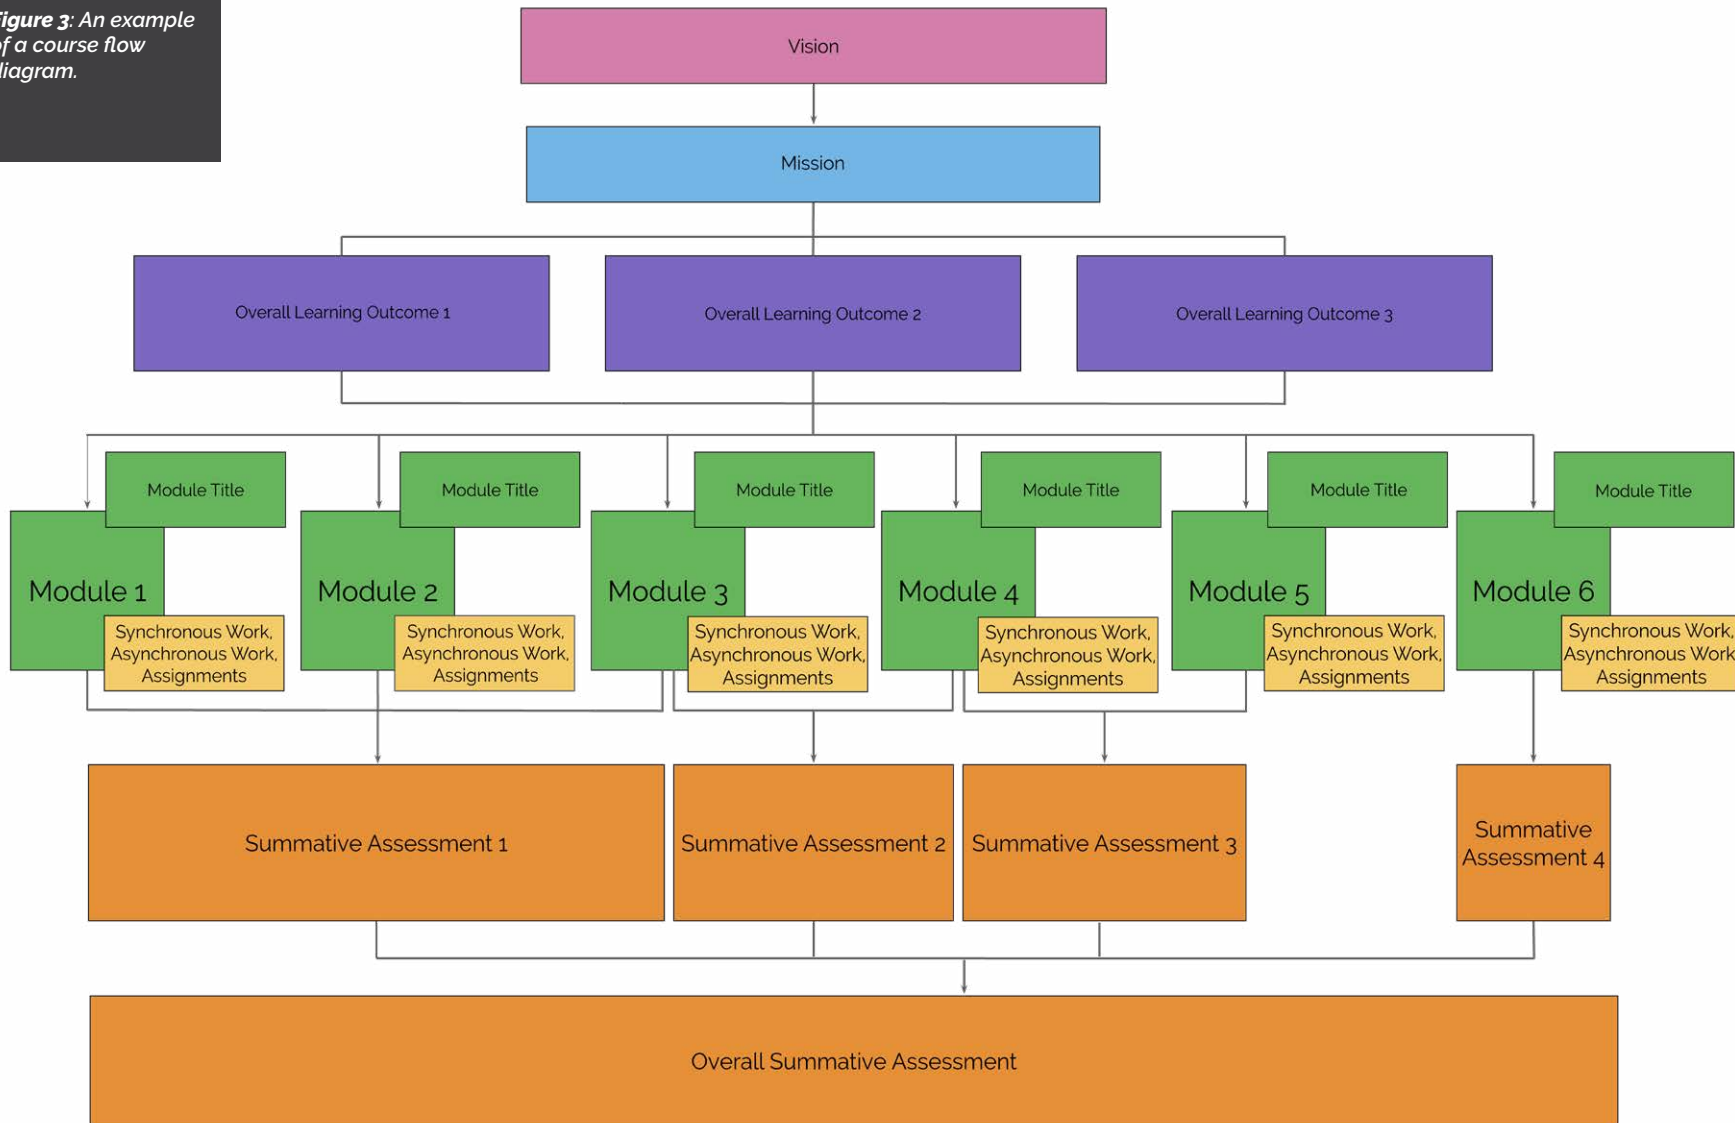 Figure 3: An example
of a course flow
diagram.
Vision
Mission
Overall Learning Outcome 1
Overall Learning Outcome 2
Overall Learning Outcome 3
Module Title
Module Title
Module Title
Module Title
Module Title
Module Title
Module 1
Module 2
Module 3
Module 4
Module 5
Module 6
Synchronous Work,
Asynchronous Work,
Assignments
Synchronous Work,
Asynchronous Work,
Assignments
Synchronous Work,
Asynchronous Work,
Assignments
Synchronous Work,
Asynchronous Work,
Assignments
Synchronous Work,
Asynchronous Work,
Assignments
Synchronous Work,
Asynchronous Work
Assignments
Summative Assessment 1
Summative Assessment 2
Summative Assessment 3
Summative
Assessment 4
Overall Summative Assessment